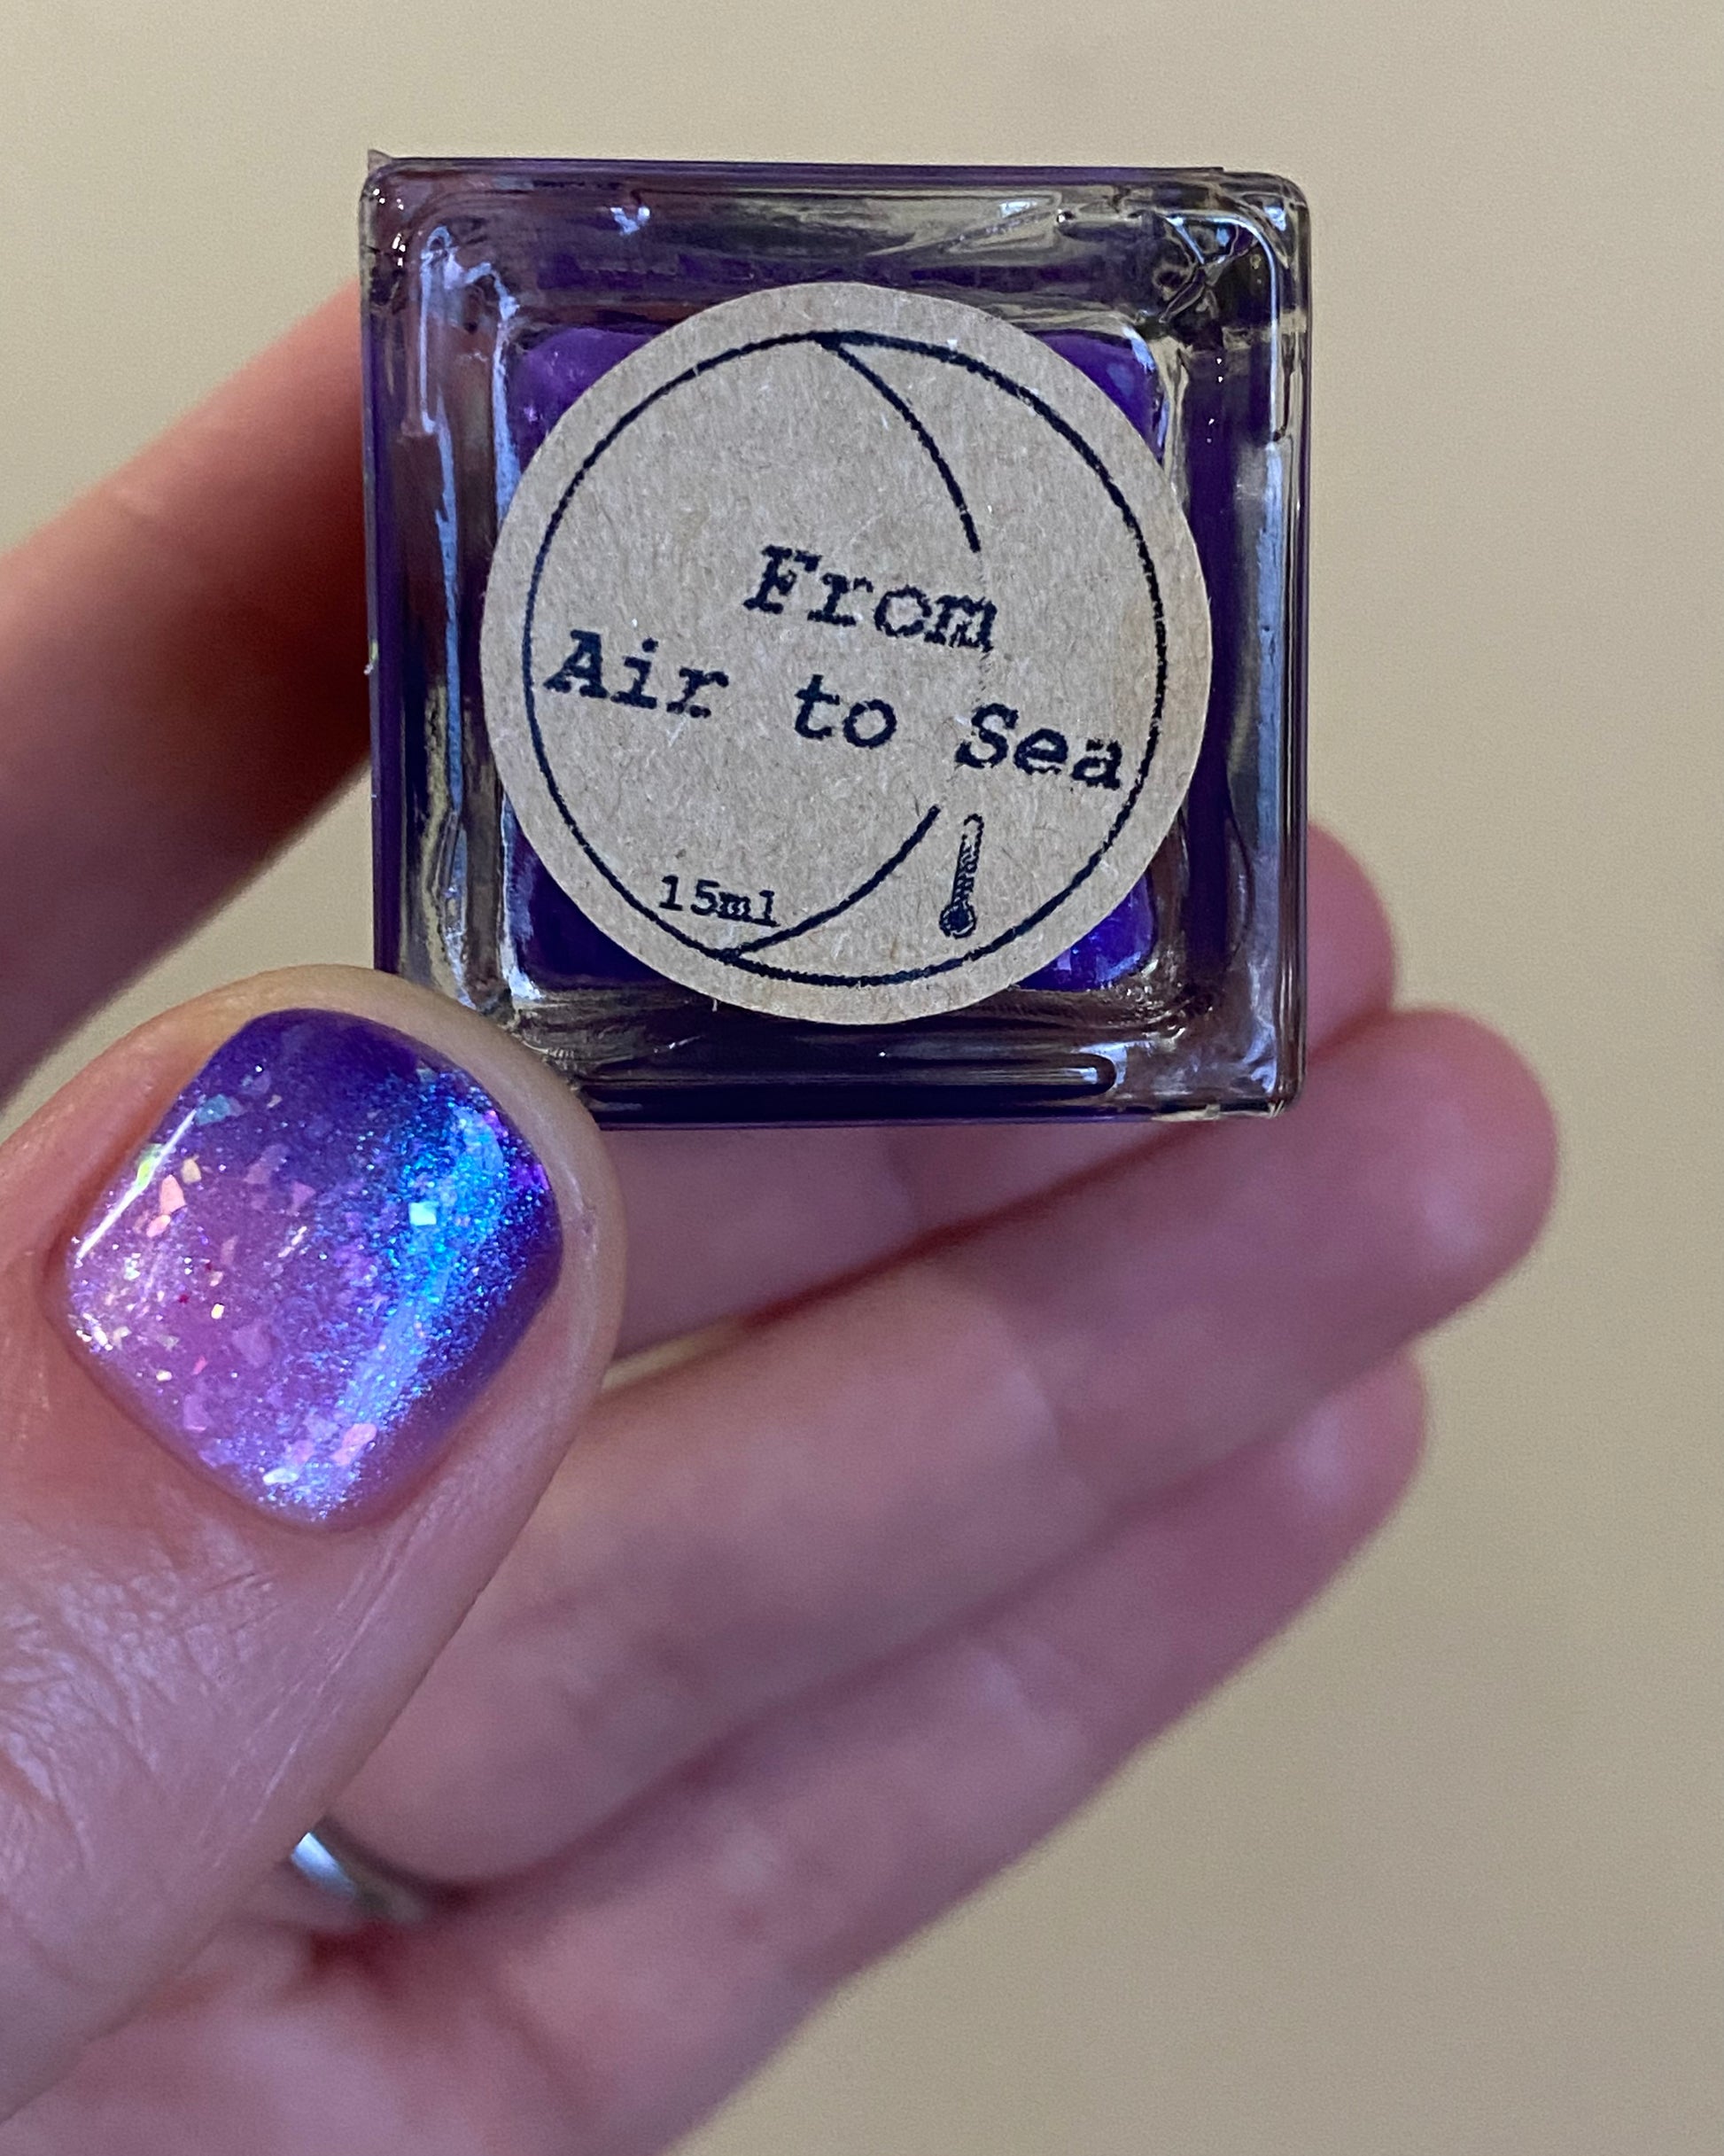 From
Air to Sea
15ml